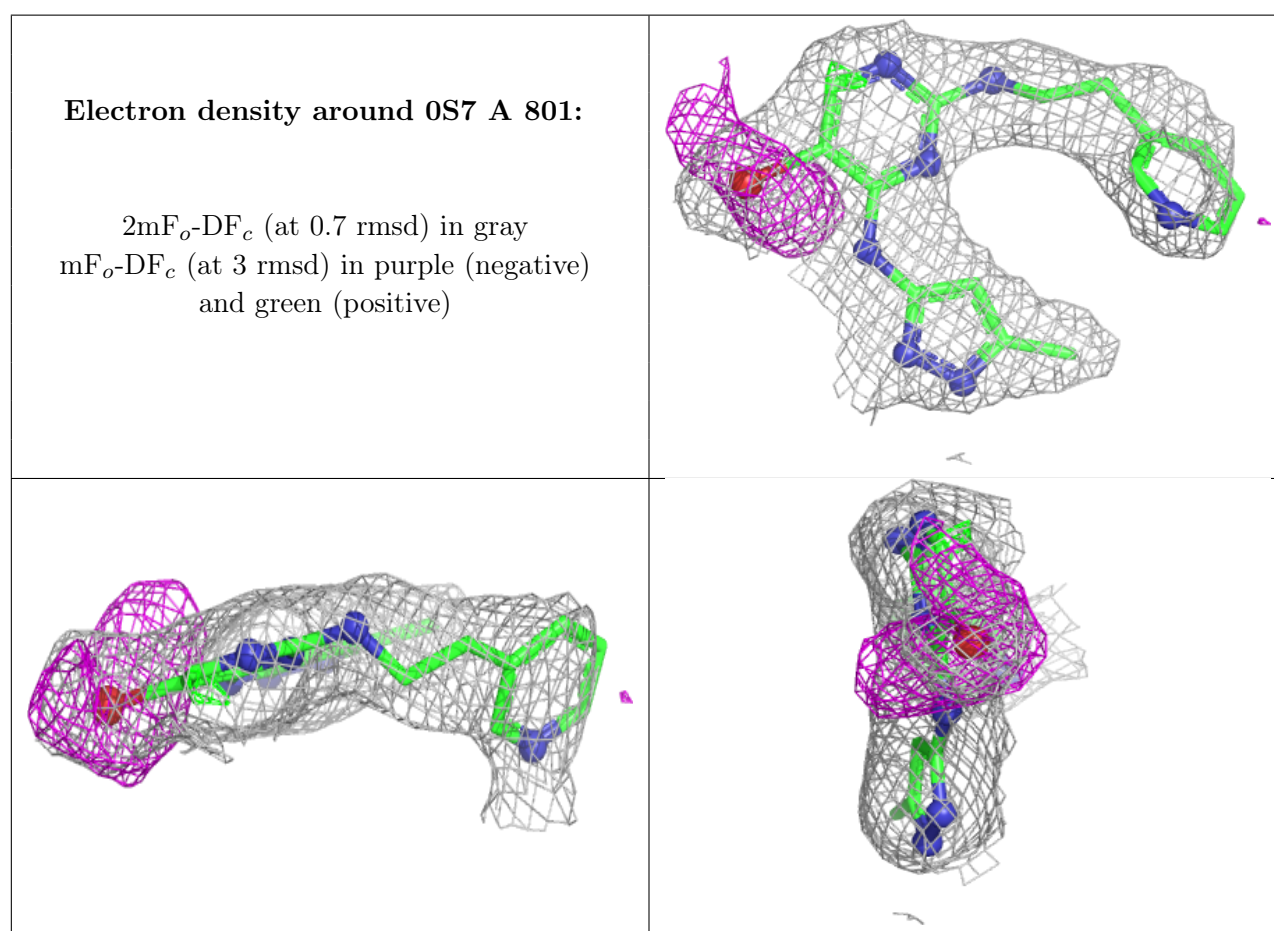 Electron density around 0S7 A 801:
2mFo-DFc (at 0.7 rmsd) in gray
mFo-DFc (at 3 rmsd) in purple (negative)
and green (positive)